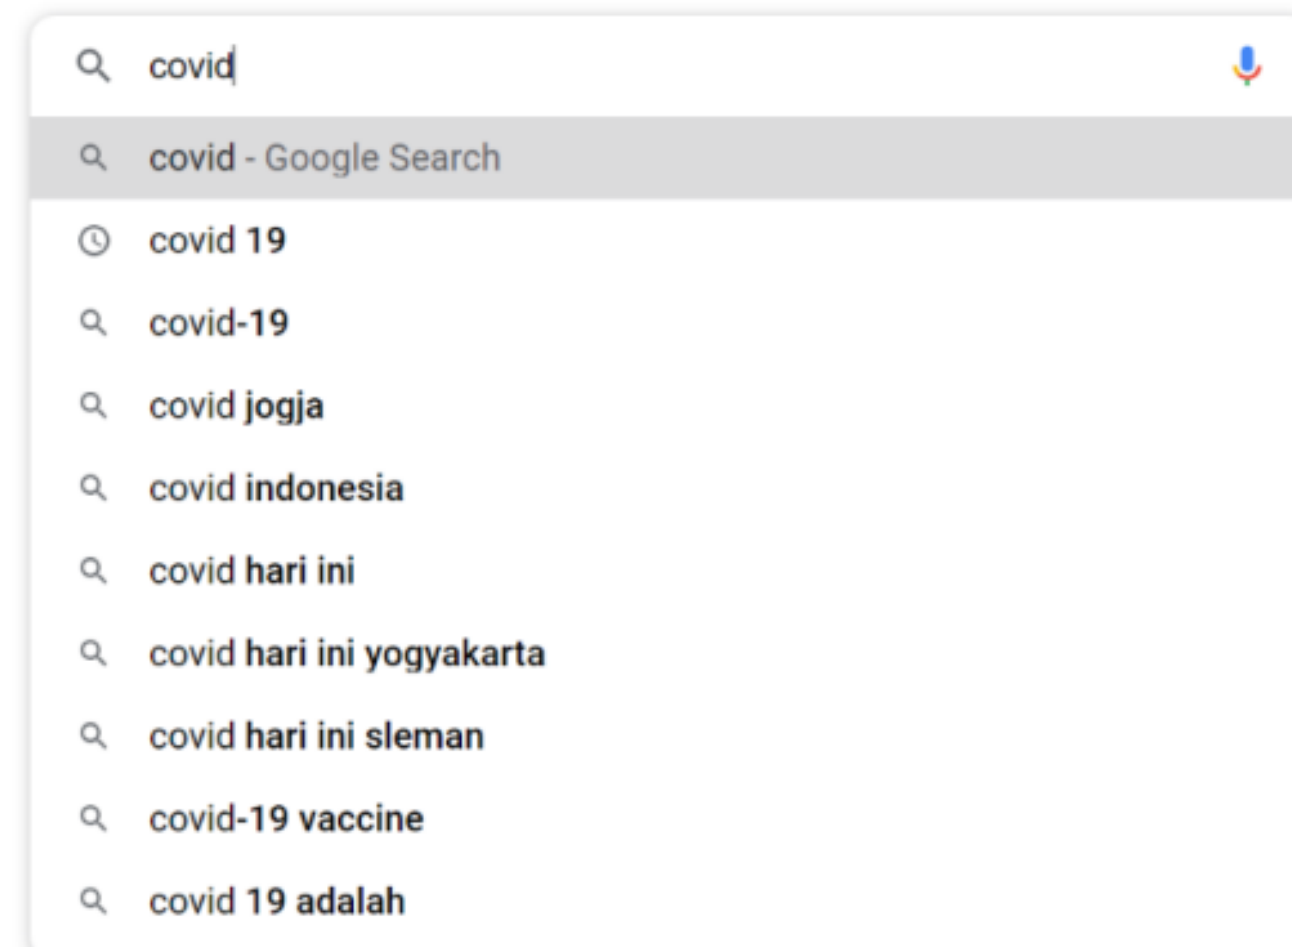 covid
covid - Google Search
covid 19
covid-19
covid jogja
covid indonesia
covid hari ini
covid hari ini yogyakarta
covid hari ini sleman
covid-19 vaccine
covid 19 adalah